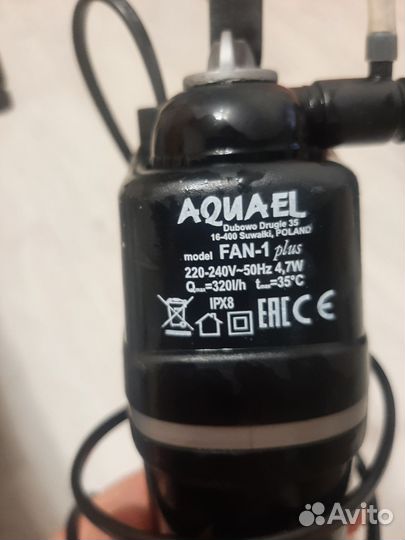 AQUAEL
Dubowo Drugie 35
16-400 Suwałki, POLAND
model FAN-1 plus
220-240V~50Hz 4,7W
Qmax=320l/h tmax=35°C
IPX8
EAC CE
Avito